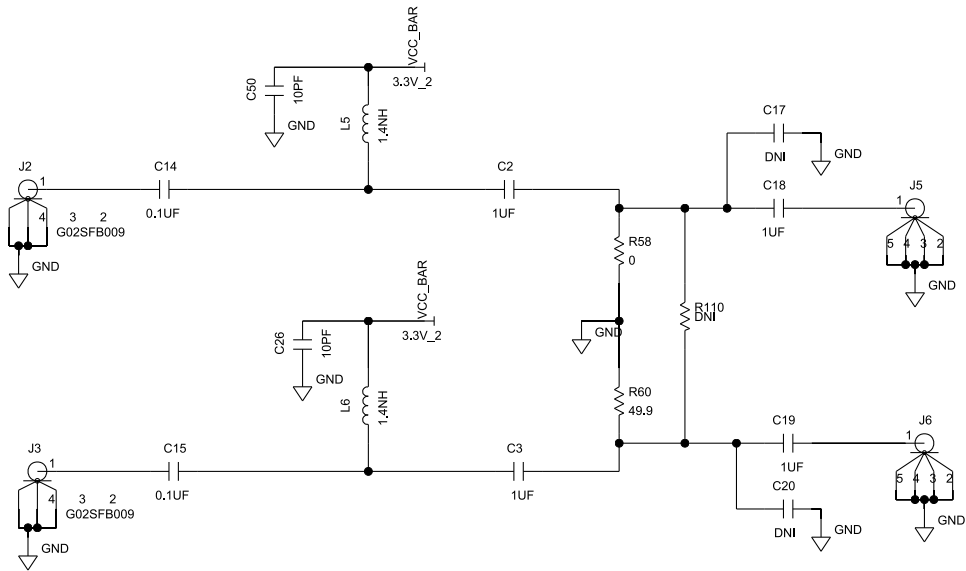 VCC_BAR
3.3V_2
C50
10PF
GND
L5
1.4NH
C17
DNI
GND
J2
1
4 3 2
G02SFB009
GND
C14
0.1UF
C2
1UF
C18
1UF
1
J5
5 4 3 2
GND
R58
0
VCC_BAR
3.3V_2
R110
DNI
GND
C26
10PF
GND
L6
1.4NH
R60
49.9
J3
1
4 3 2
G02SFB009
GND
C15
0.1UF
C3
1UF
C19
1UF
1
J6
5 4 3 2
GND
C20
DNI
GND